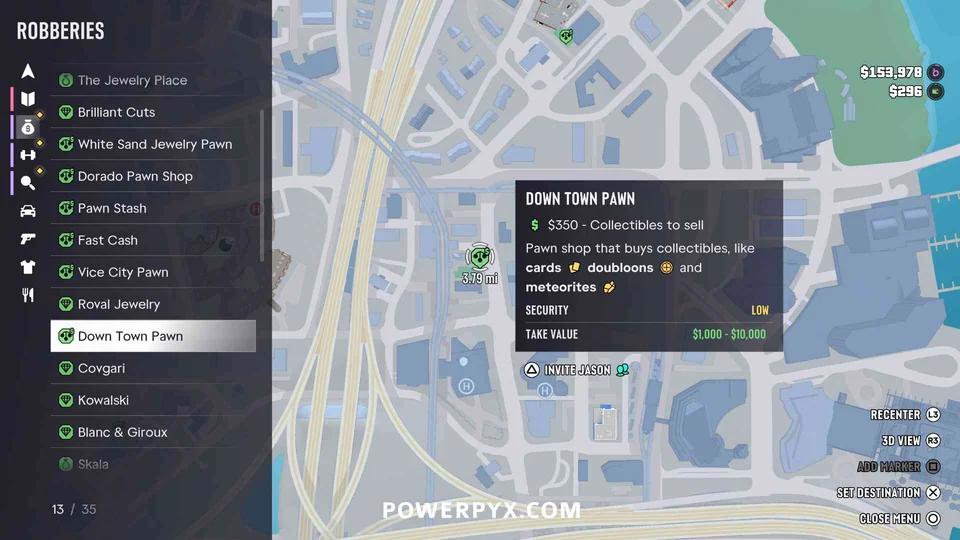 ROBBERIES
The Jewelry Place
Brilliant Cuts
White Sand Jewelry Pawn
Dorado Pawn Shop
Pawn Stash
Fast Cash
Vice City Pawn
Roval Jewelry
Down Town Pawn
Covgari
Kowalski
Blanc & Giroux
Skala
13 / 35
$153,978
$296
3.79 mi
DOWN TOWN PAWN
$ $350 - Collectibles to sell
Pawn shop that buys collectibles, like
cards doubloons and
meteorites
SECURITY LOW
TAKE VALUE $1,000 - $10,000
INVITE JASON
H
H
H
RECENTER L3
3D VIEW R3
ADD MARKER
SET DESTINATION
CLOSE MENU
POWERPYX.COM